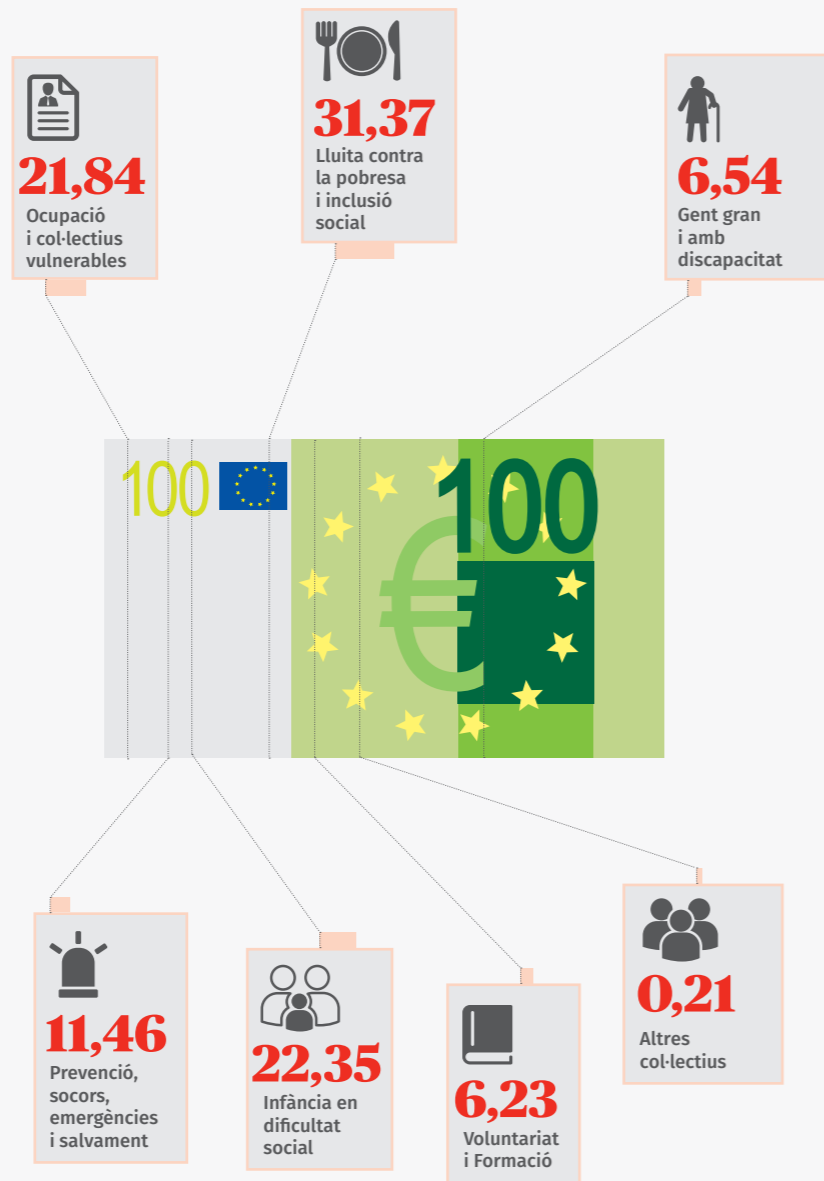 21,84
Ocupació
i col·lectius
vulnerables
31,37
Lluita contra
la pobresa
i inclusió
social
6,54
Gent gran
i amb
discapacitat
100
100
€
11,46
Prevenció,
socors,
emergències
i salvament
22,35
Infància en
dificultat
social
6,23
Voluntariat
i Formació
0,21
Altres
col·lectius